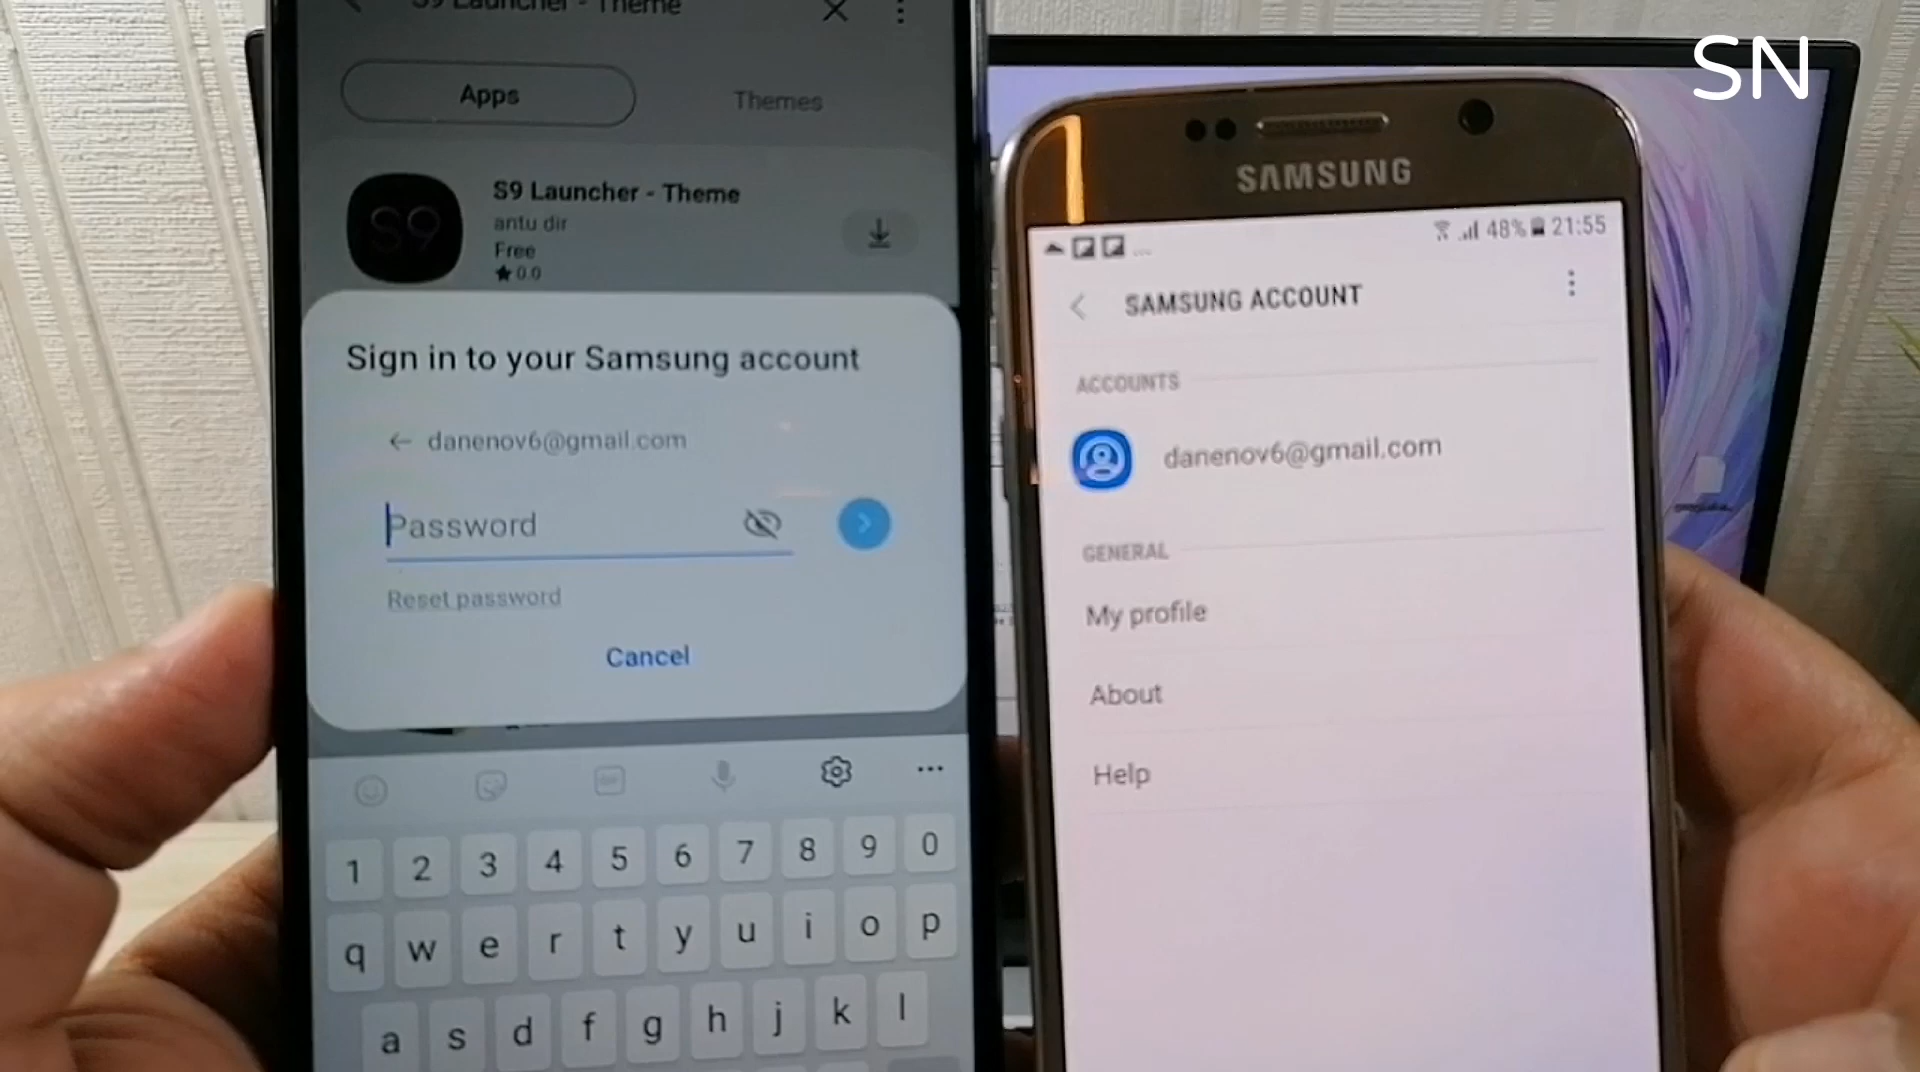 S9 Launcher - Theme
Apps
Themes
S9
S9 Launcher - Theme
antu dir
Free
★ 0.0
Sign in to your Samsung account
← danenov6@gmail.com
Password
Reset password
Cancel
1 2 3 4 5 6 7 8 9 0
q w e r t y u i o p
a s d f g h j k l
SN
SAMSUNG
48% 21:55
SAMSUNG ACCOUNT
ACCOUNTS
danenov6@gmail.com
GENERAL
My profile
About
Help